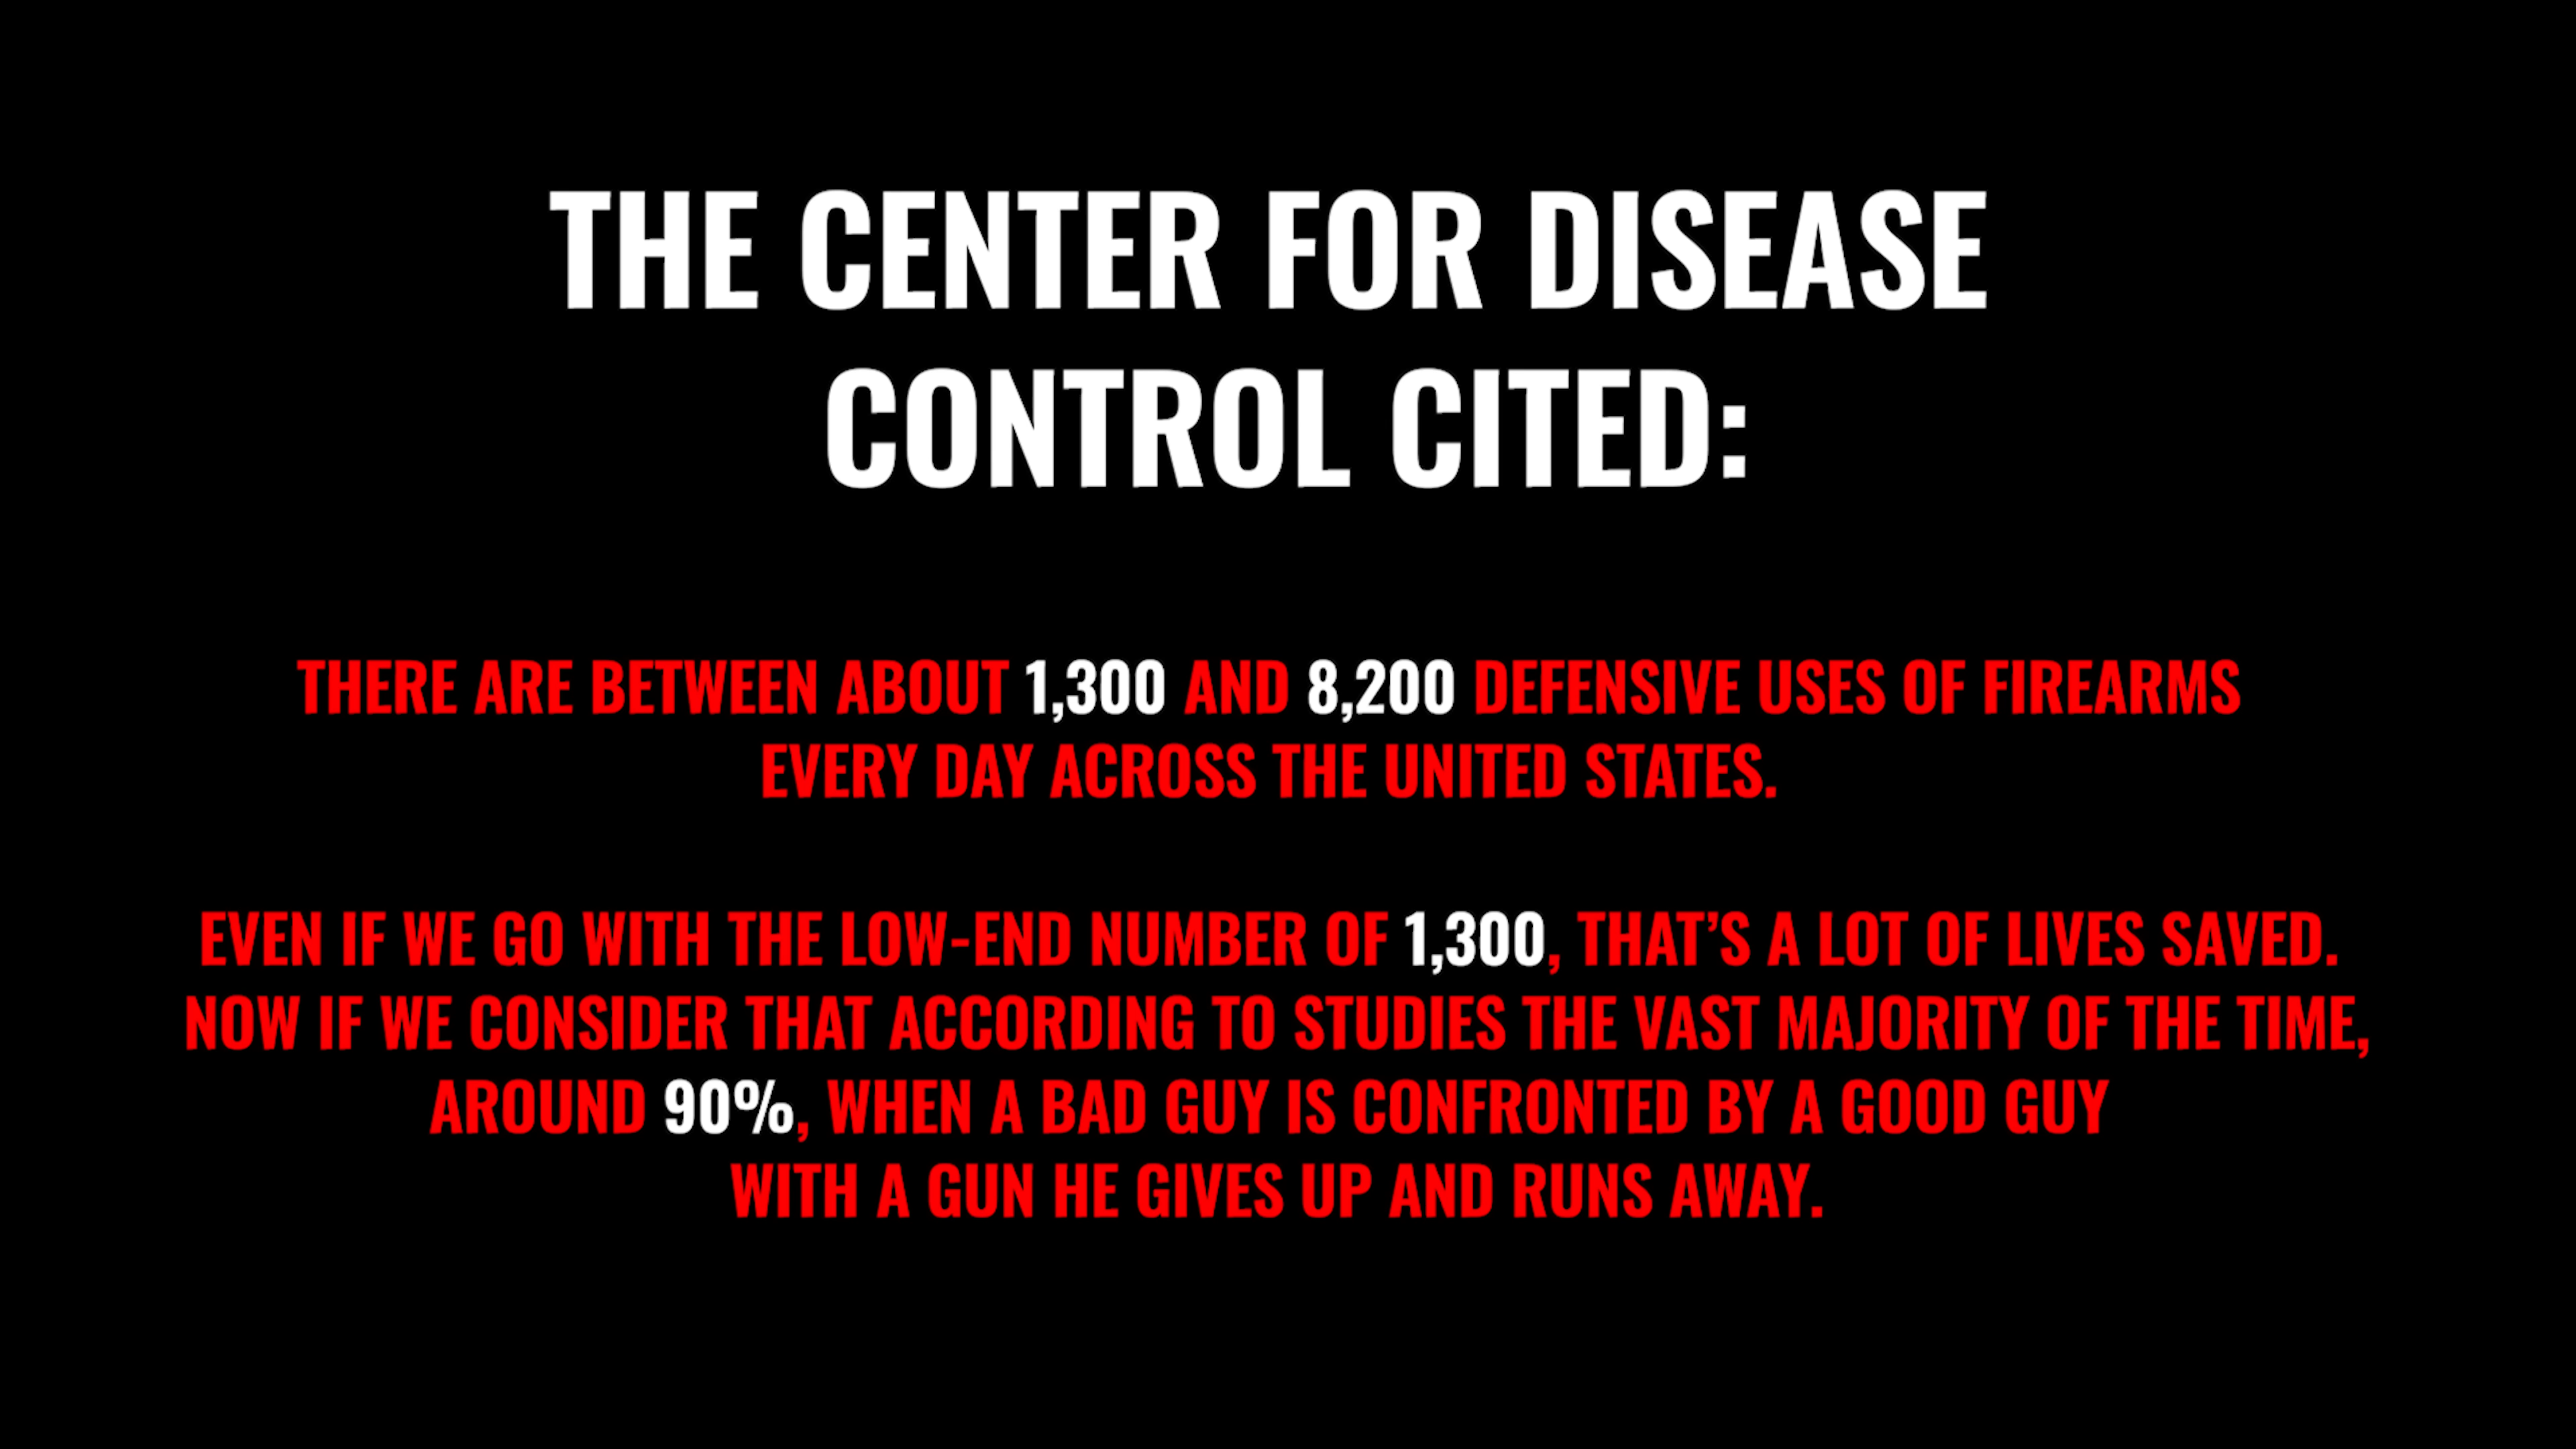 THE CENTER FOR DISEASE
CONTROL CITED:
THERE ARE BETWEEN ABOUT 1,300 AND 8,200 DEFENSIVE USES OF FIREARMS
EVERY DAY ACROSS THE UNITED STATES.
EVEN IF WE GO WITH THE LOW-END NUMBER OF 1,300, THAT’S A LOT OF LIVES SAVED.
NOW IF WE CONSIDER THAT ACCORDING TO STUDIES THE VAST MAJORITY OF THE TIME,
AROUND 90%, WHEN A BAD GUY IS CONFRONTED BY A GOOD GUY
WITH A GUN HE GIVES UP AND RUNS AWAY.